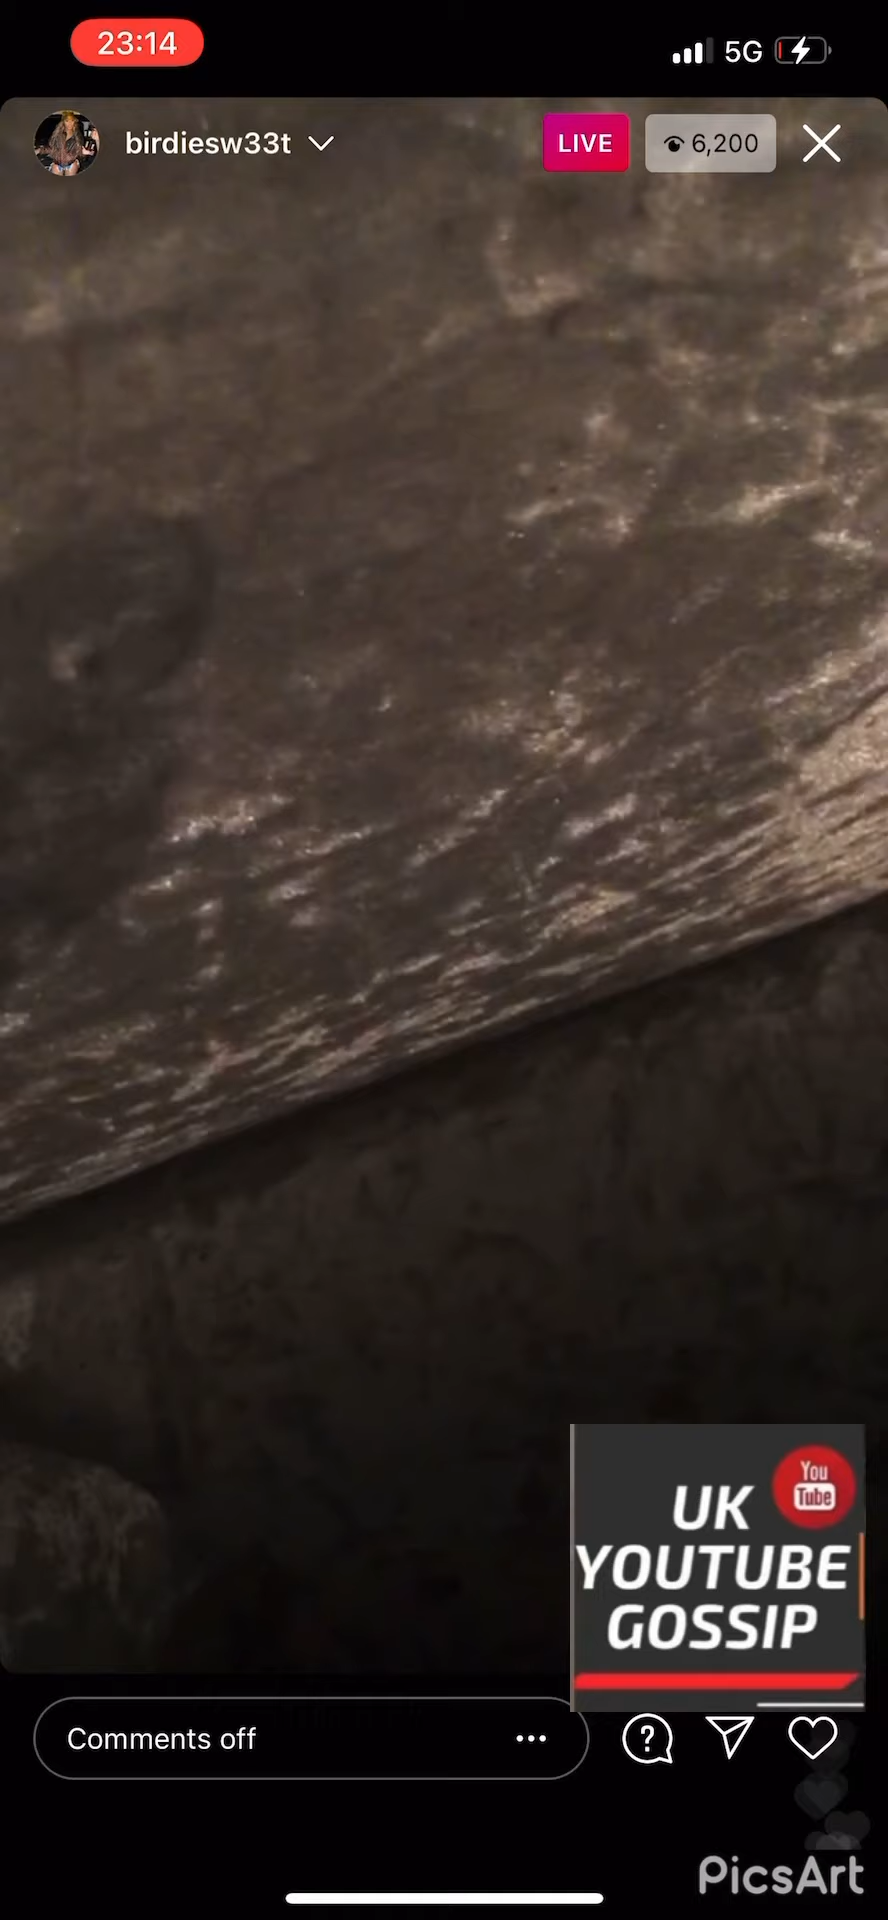 23:14
5G
birdiesw33t
LIVE
6,200
You
Tube
UK
YOUTUBE
GOSSIP
Comments off
PicsArt